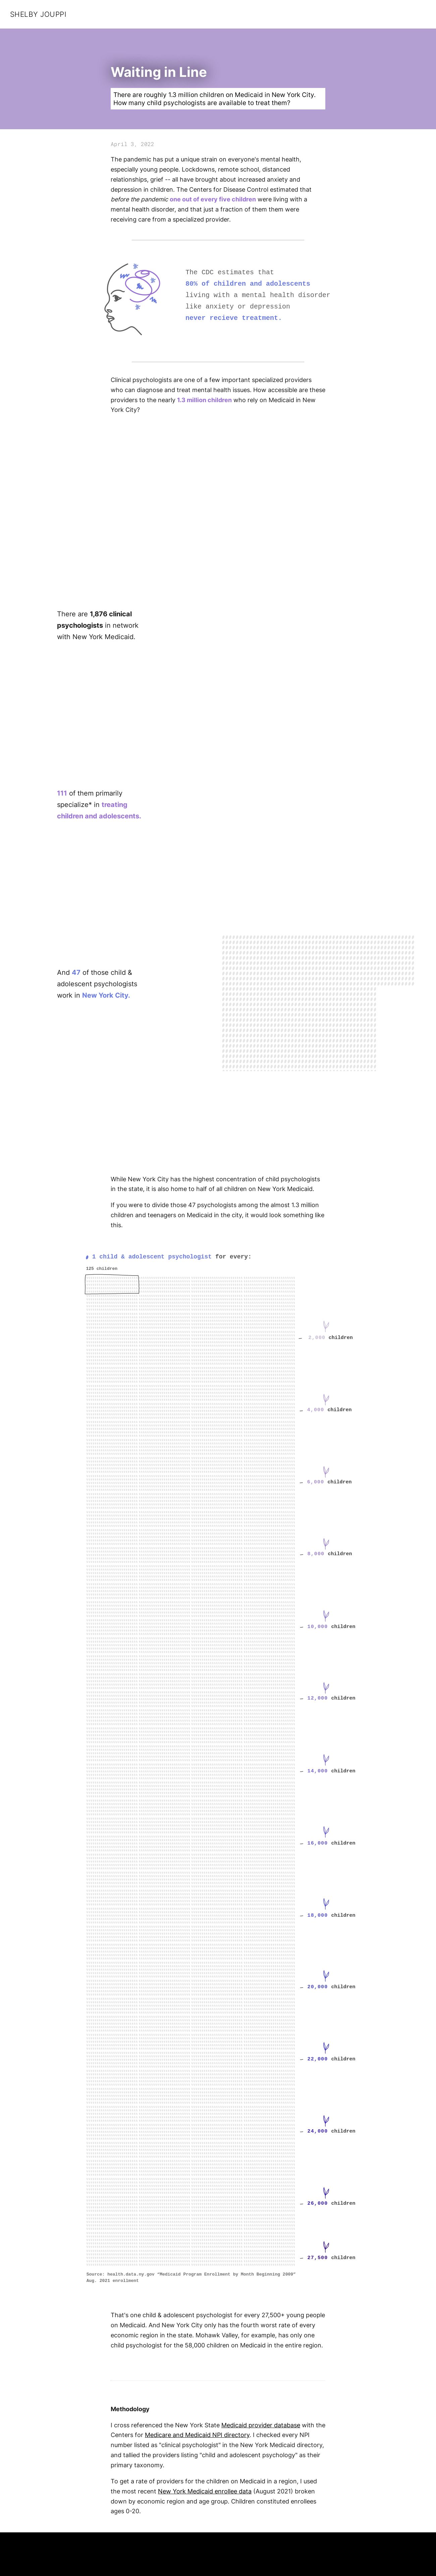 SHELBY JOUPPI
Waiting in Line
There are roughly 1.3 million children on Medicaid in New York City.
How many child psychologists are available to treat them?
April 3, 2022
The pandemic has put a unique strain on everyone's mental health,
especially young people. Lockdowns, remote school, distanced
relationships, grief -- all have brought about increased anxiety and
depression in children. The Centers for Disease Control estimated that
before the pandemic one out of every five children were living with a
mental health disorder, and that just a fraction of them them were
receiving care from a specialized provider.
The CDC estimates that
80% of children and adolescents
living with a mental health disorder
like anxiety or depression
never recieve treatment.
Clinical psychologists are one of a few important specialized providers
who can diagnose and treat mental health issues. How accessible are these
providers to the nearly 1.3 million children who rely on Medicaid in New
York City?
There are 1,876 clinical
psychologists in network
with New York Medicaid.
111 of them primarily
specialize* in treating
children and adolescents.
And 47 of those child &
adolescent psychologists
work in New York City.
While New York City has the highest concentration of child psychologists
in the state, it is also home to half of all children on New York Medicaid.
If you were to divide those 47 psychologists among the almost 1.3 million
children and teenagers on Medicaid in the city, it would look something like
this.
1 child & adolescent psychologist for every:
125 children
← 2,000 children
← 4,000 children
← 6,000 children
← 8,000 children
← 10,000 children
← 12,000 children
← 14,000 children
← 16,000 children
← 18,000 children
← 20,000 children
← 22,000 children
← 24,000 children
← 26,000 children
← 27,500 children
Source: health.data.ny.gov "Medicaid Program Enrollment by Month Beginning 2009"
Aug. 2021 enrollment
That's one child & adolescent psychologist for every 27,500+ young people
on Medicaid. And New York City only has the fourth worst rate of every
economic region in the state. Mohawk Valley, for example, has only one
child psychologist for the 58,000 children on Medicaid in the entire region.
Methodology
I cross referenced the New York State Medicaid provider database with the
Centers for Medicare and Medicaid NPI directory. I checked every NPI
number listed as "clinical psychologist" in the New York Medicaid directory,
and tallied the providers listing "child and adolescent psychology" as their
primary taxonomy.
To get a rate of providers for the children on Medicaid in a region, I used
the most recent New York Medicaid enrollee data (August 2021) broken
down by economic region and age group. Children constituted enrollees
ages 0-20.